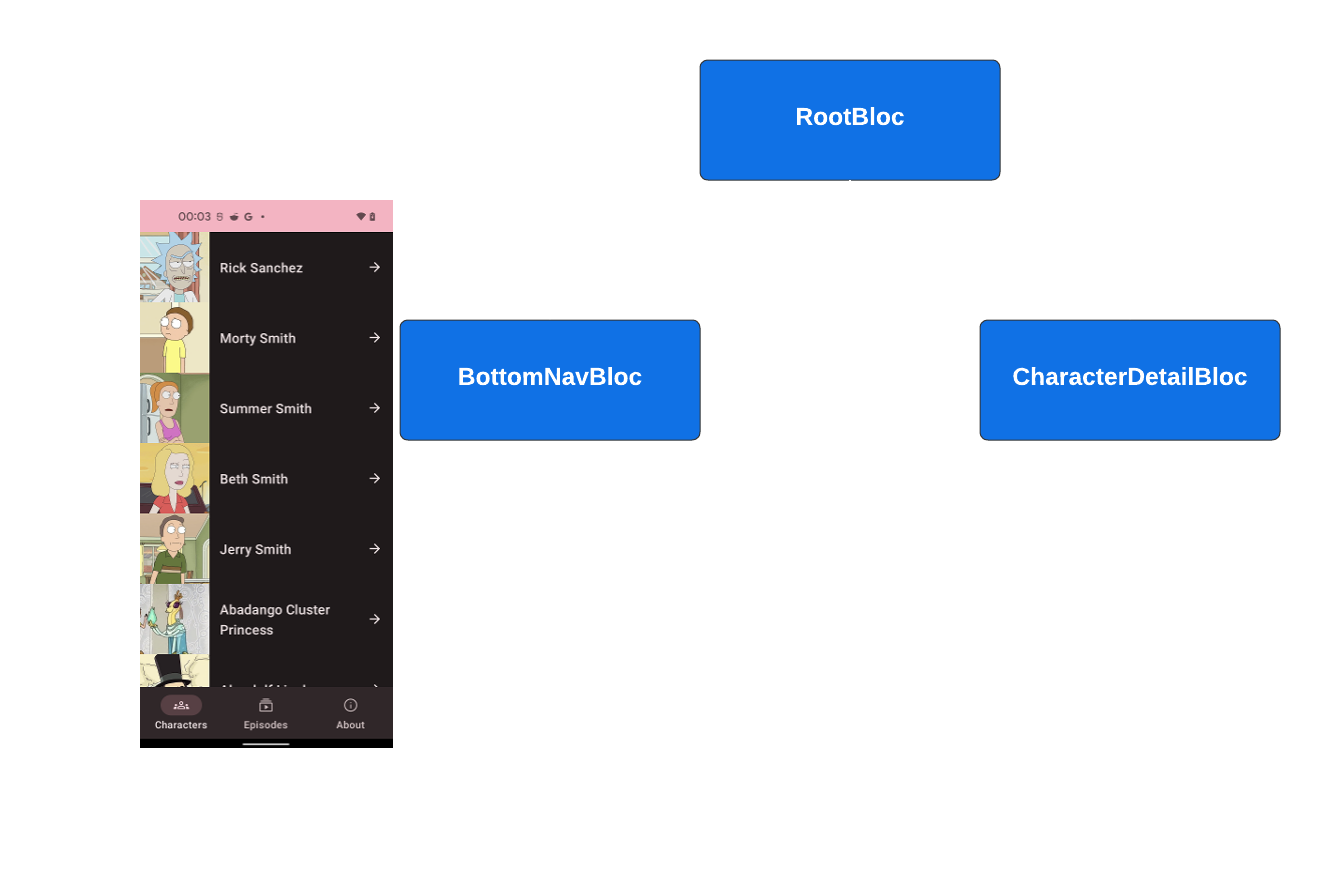 RootBloc
00:03
Rick Sanchez
Morty Smith
Summer Smith
Beth Smith
Jerry Smith
Abadango Cluster
Princess
Characters
Episodes
About
BottomNavBloc
CharacterDetailBloc